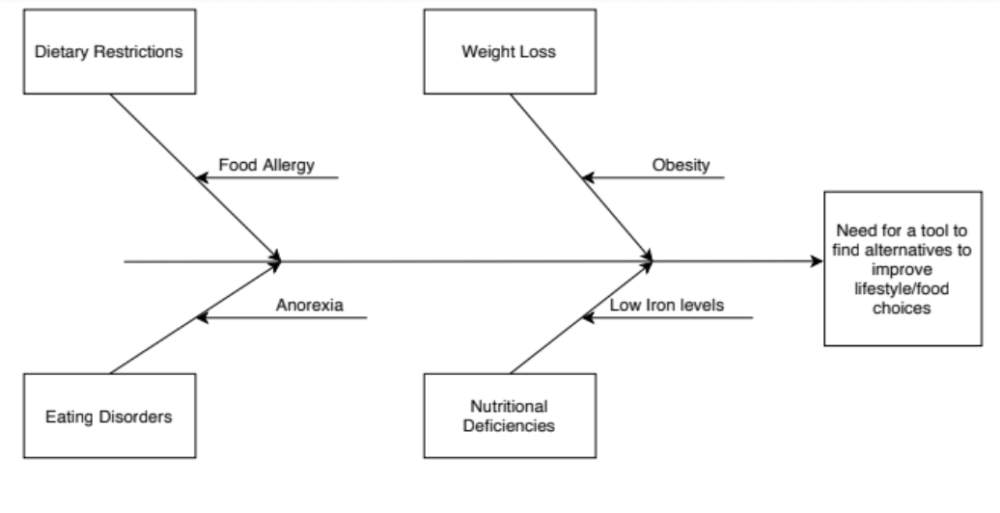 Dietary Restrictions
Weight Loss
Food Allergy
Obesity
Need for a tool to
find alternatives to
improve
lifestyle/food
choices
Anorexia
Low Iron levels
Eating Disorders
Nutritional
Deficiencies